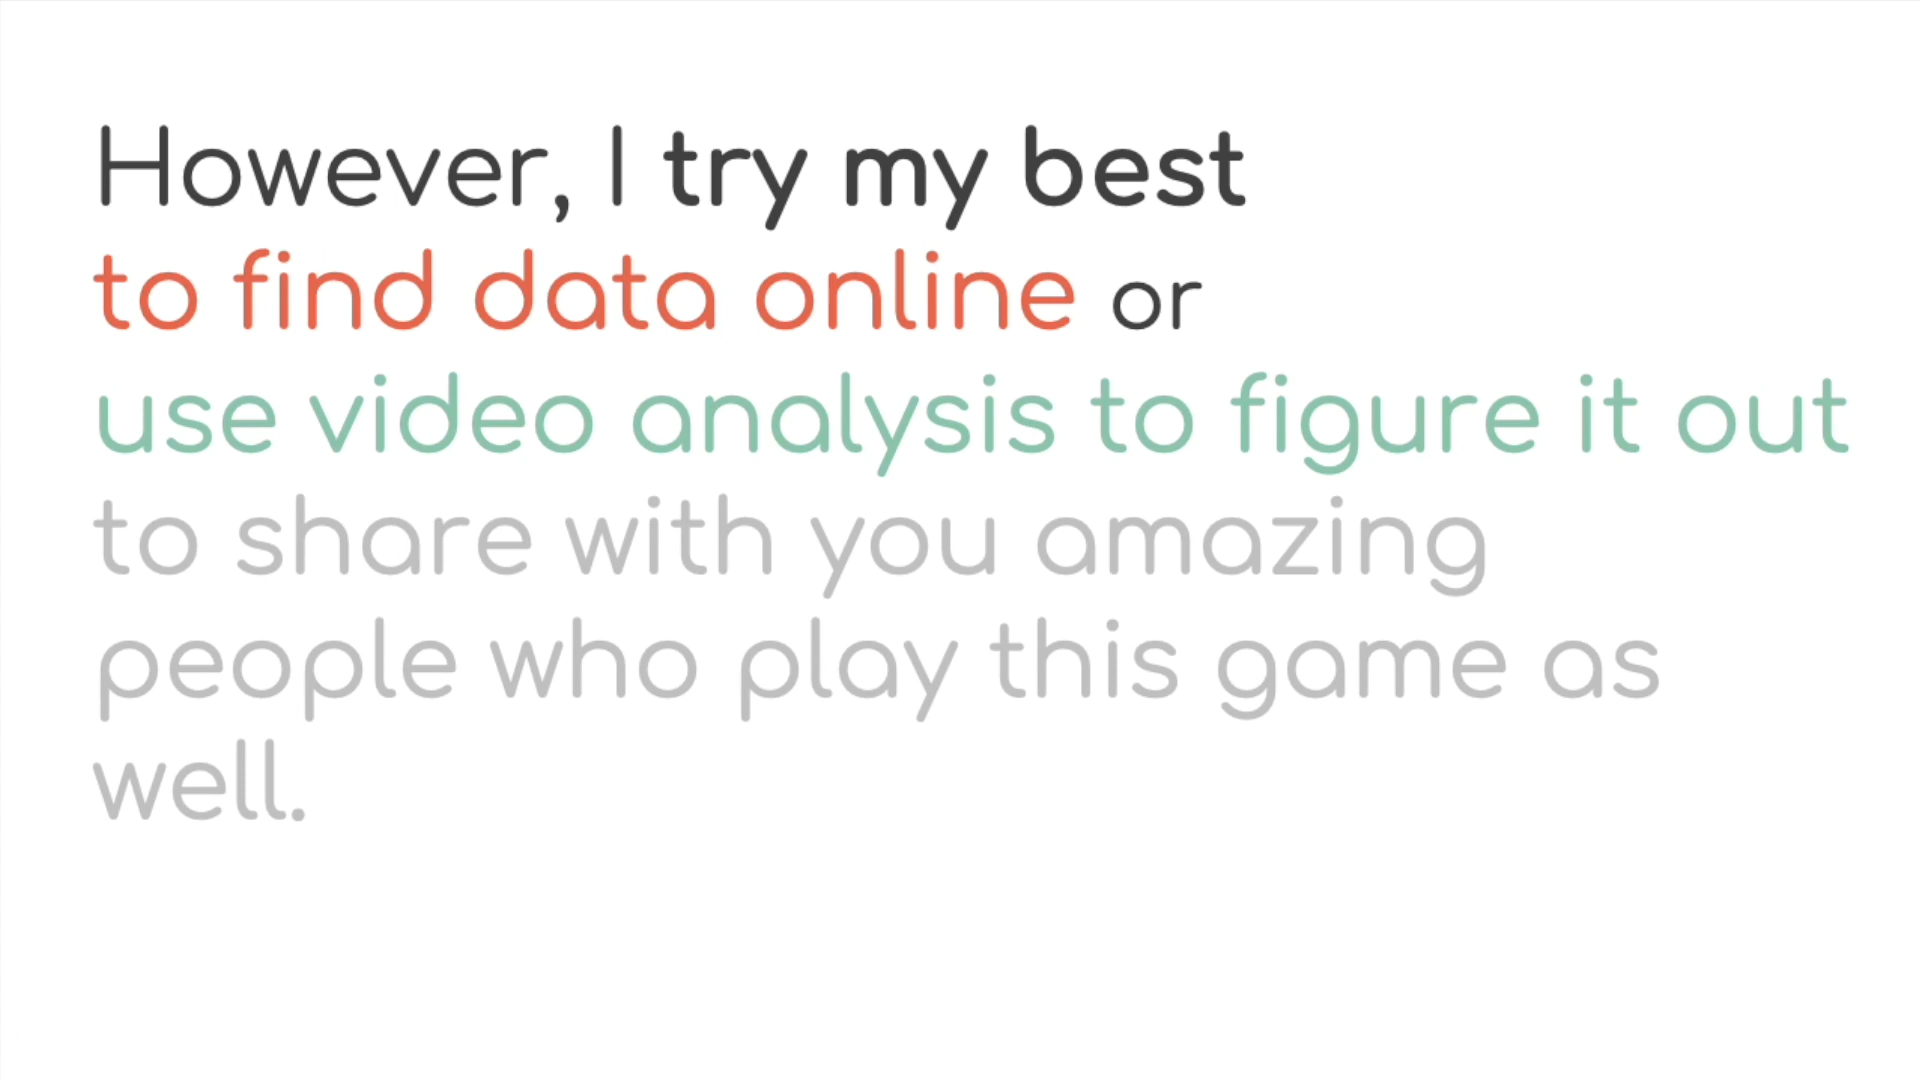 However, I try my best
to find data online or
use video analysis to figure it out
to share with you amazing
people who play this game as
well.